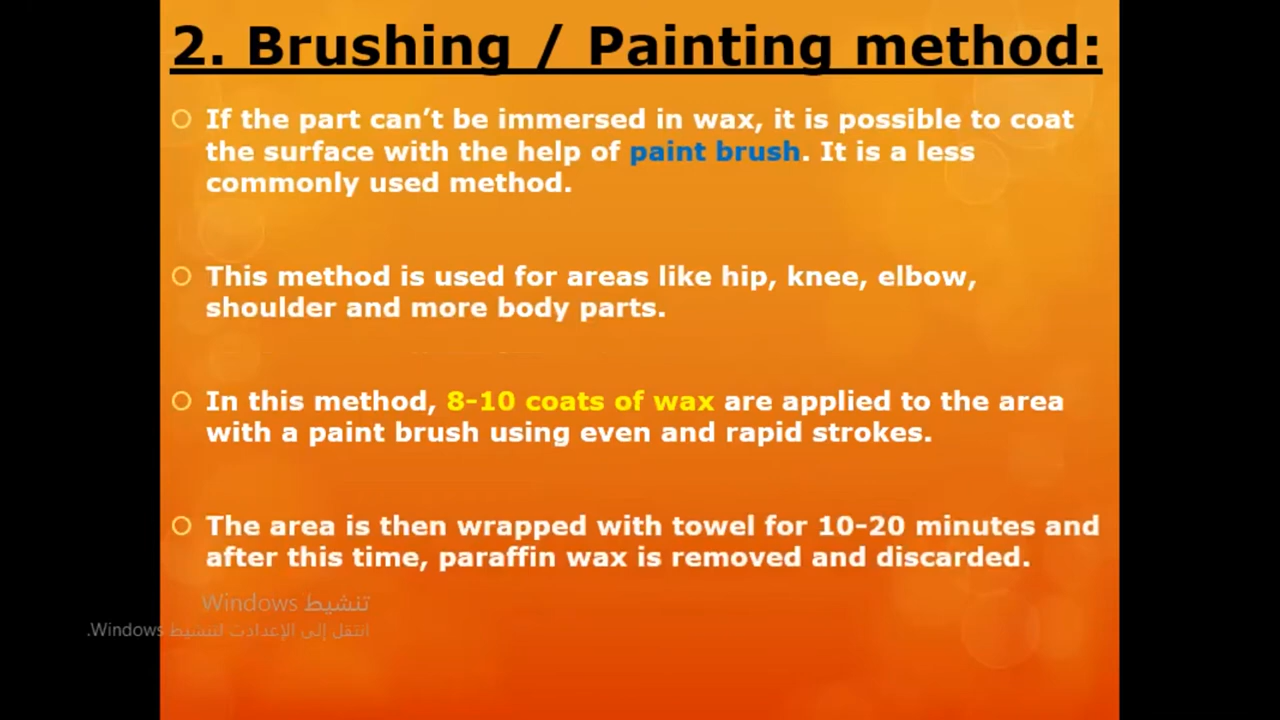 2. Brushing / Painting method:
If the part can’t be immersed in wax, it is possible to coat
the surface with the help of paint brush. It is a less
commonly used method.
This method is used for areas like hip, knee, elbow,
shoulder and more body parts.
In this method, 8-10 coats of wax are applied to the area
with a paint brush using even and rapid strokes.
The area is then wrapped with towel for 10-20 minutes and
after this time, paraffin wax is removed and discarded.
تنشيط Windows
انتقل إلى الإعدادت لتنشيط Windows.